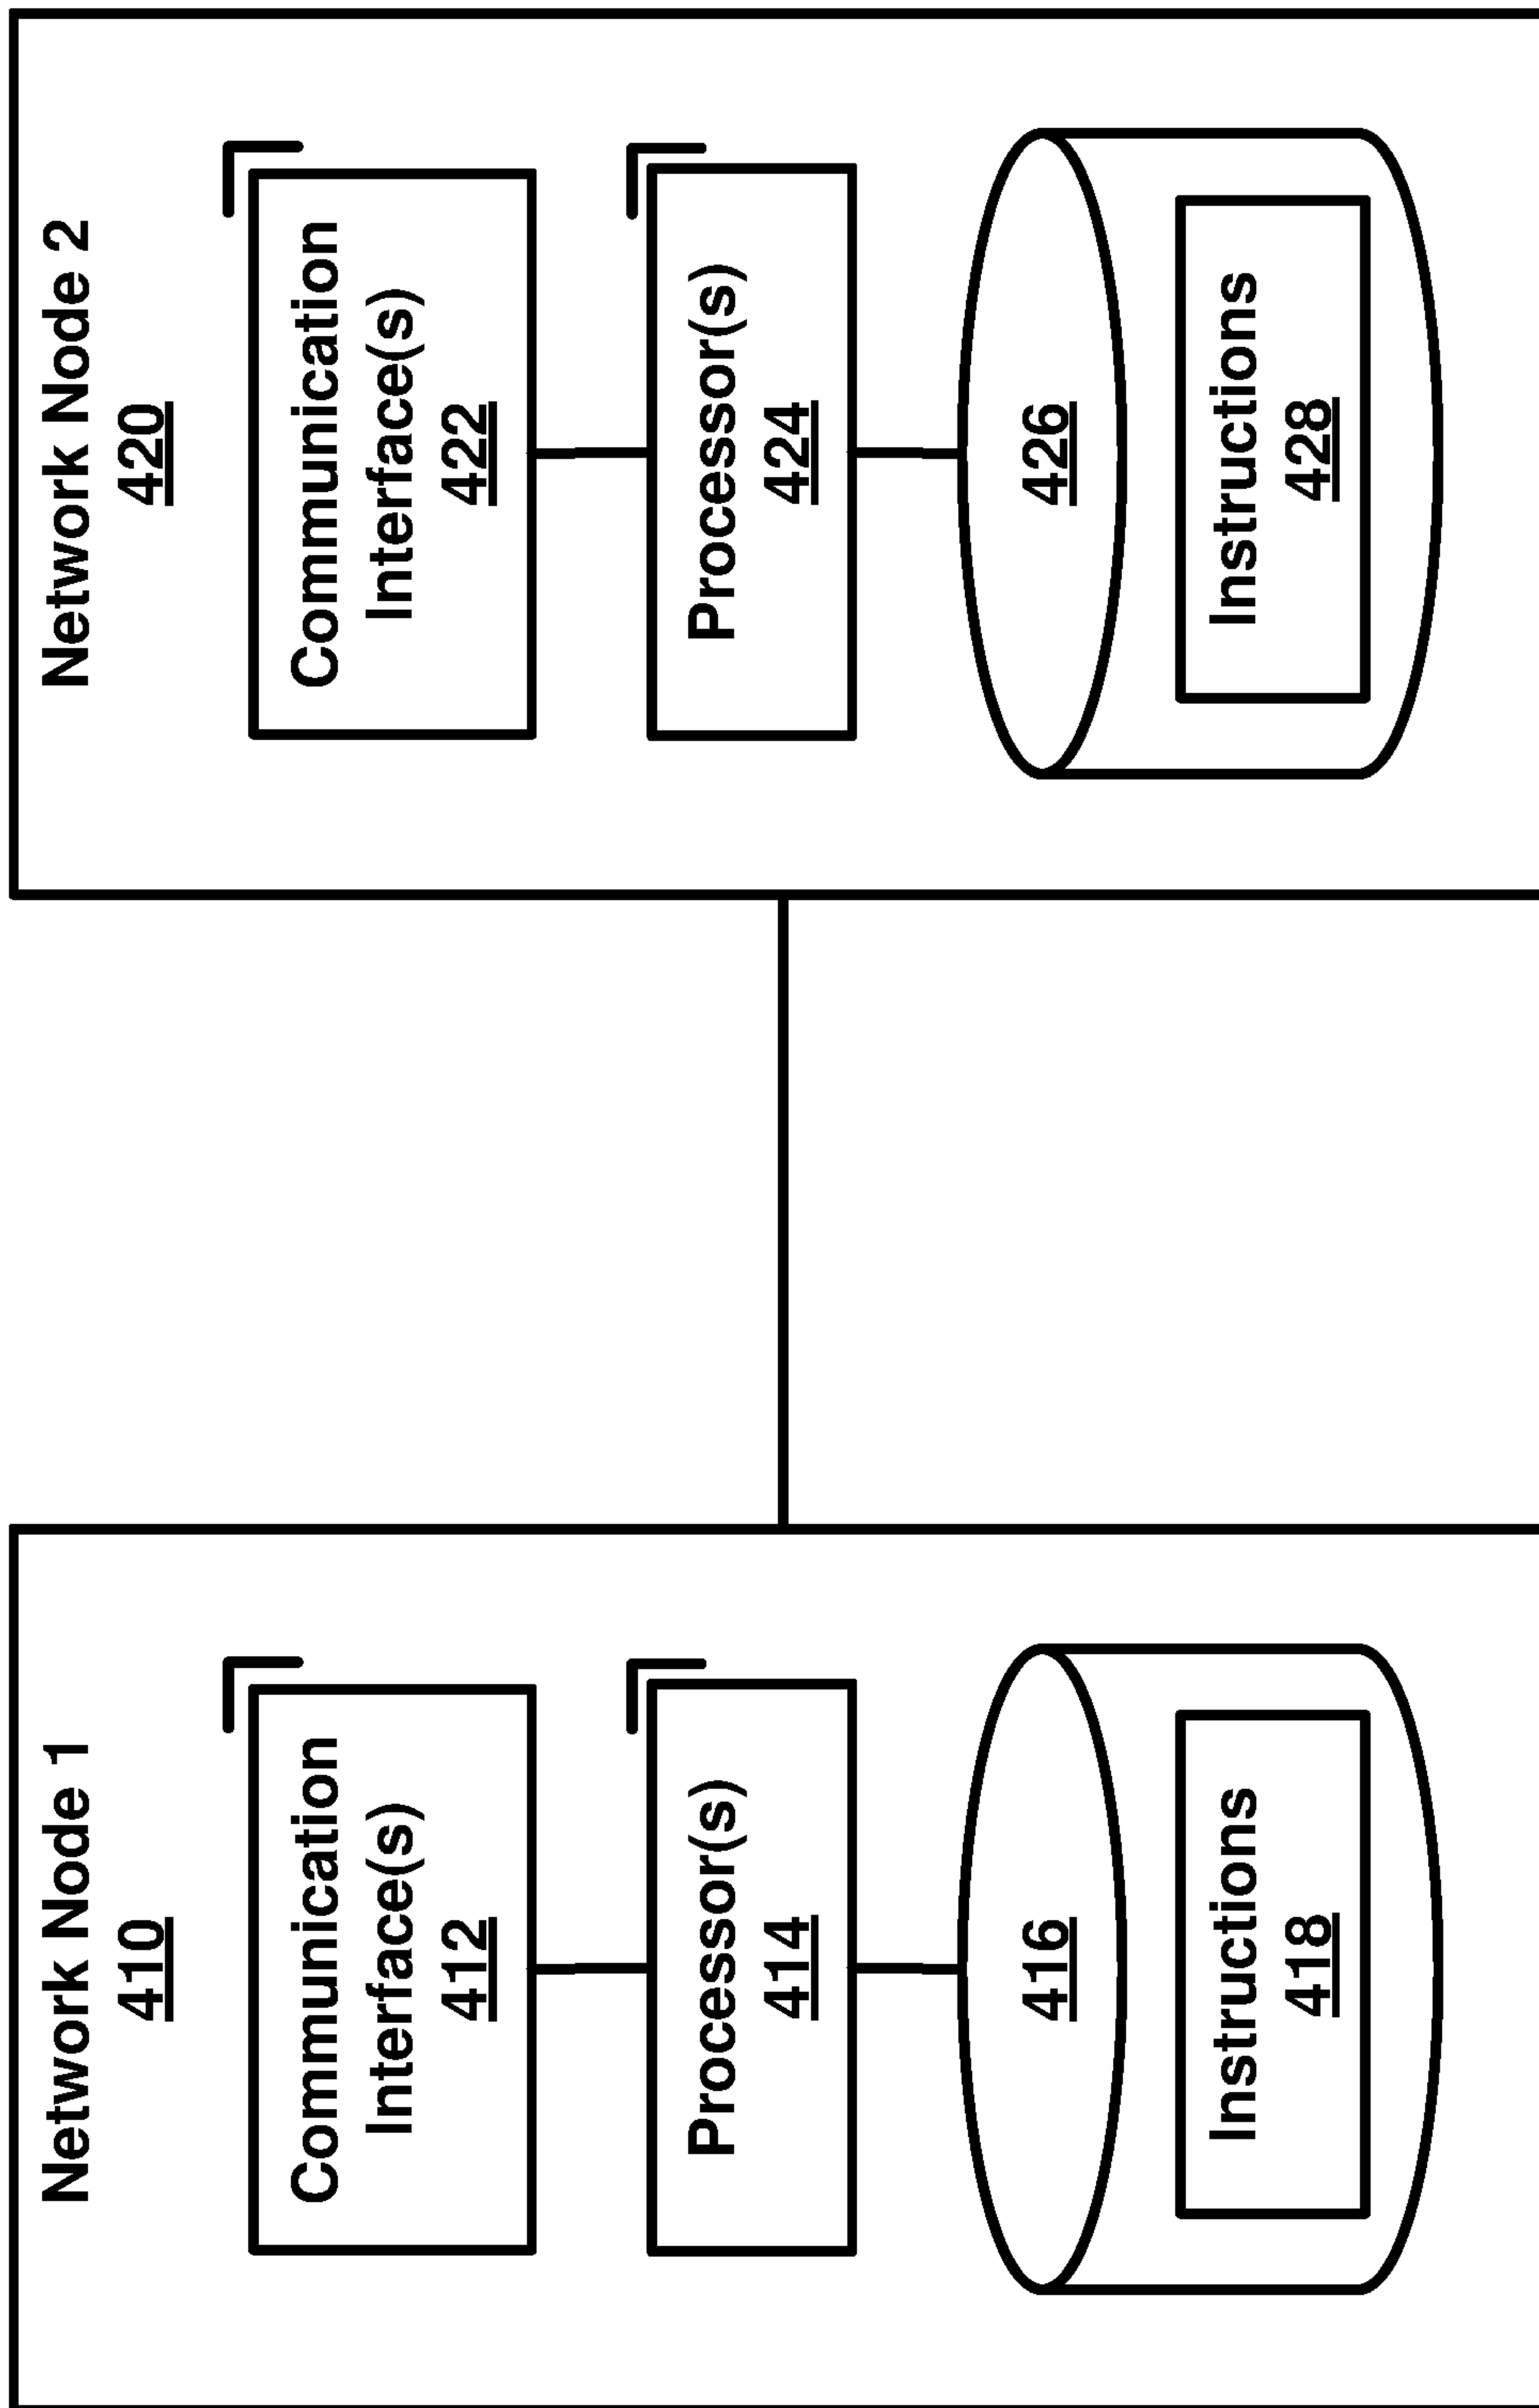 Network Node 1
410
Communication
Interface(s)
412
Processor(s)
414
416
Instructions
418
Network Node 2
420
Communication
Interface(s)
422
Processor(s)
424
426
Instructions
428